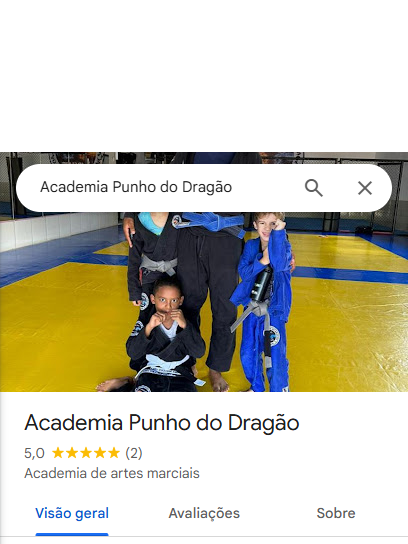 Academia Punho do Dragão
Academia Punho do Dragão
5,0 ★★★★★ (2)
Academia de artes marciais
Visão geral Avaliações Sobre